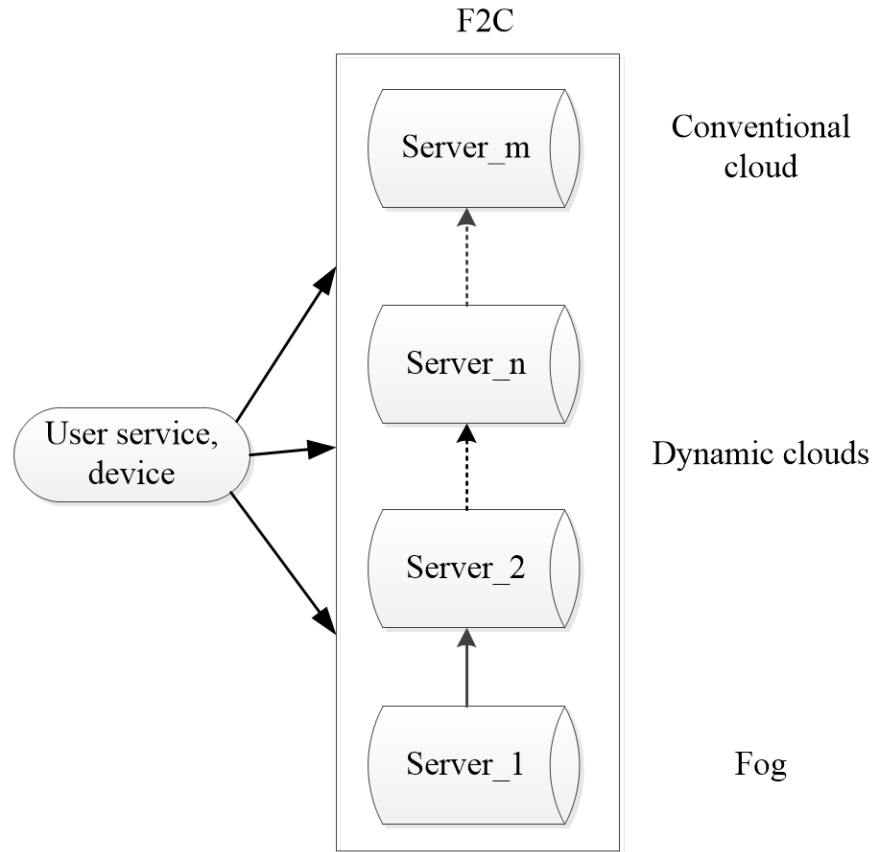 F2C
Server_m
Conventional
cloud
Server_n
User service,
device
Dynamic clouds
Server_2
Server_1
Fog